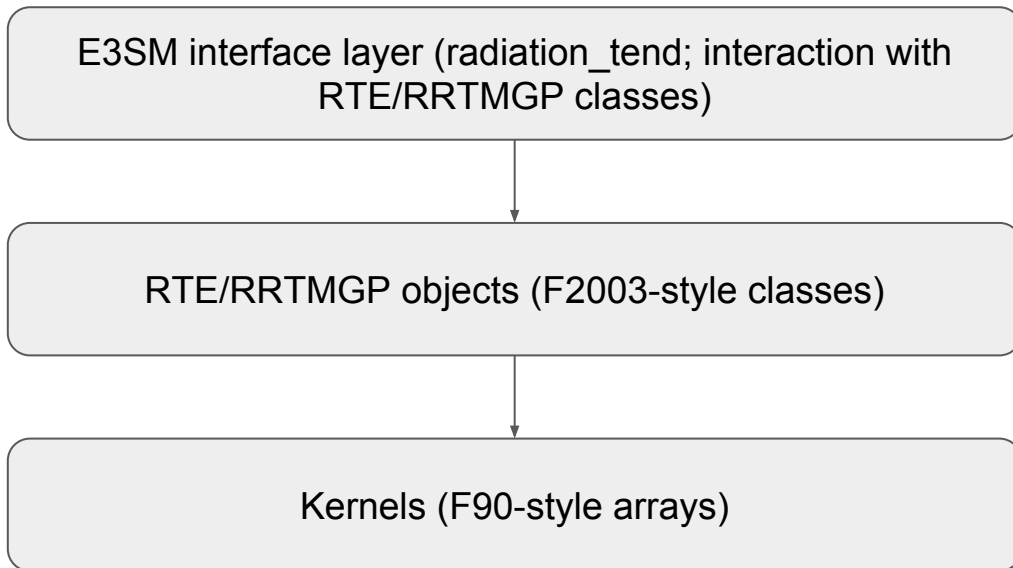 E3SM interface layer (radiation_tend; interaction with
RTE/RRTMGP classes)
RTE/RRTMGP objects (F2003-style classes)
Kernels (F90-style arrays)